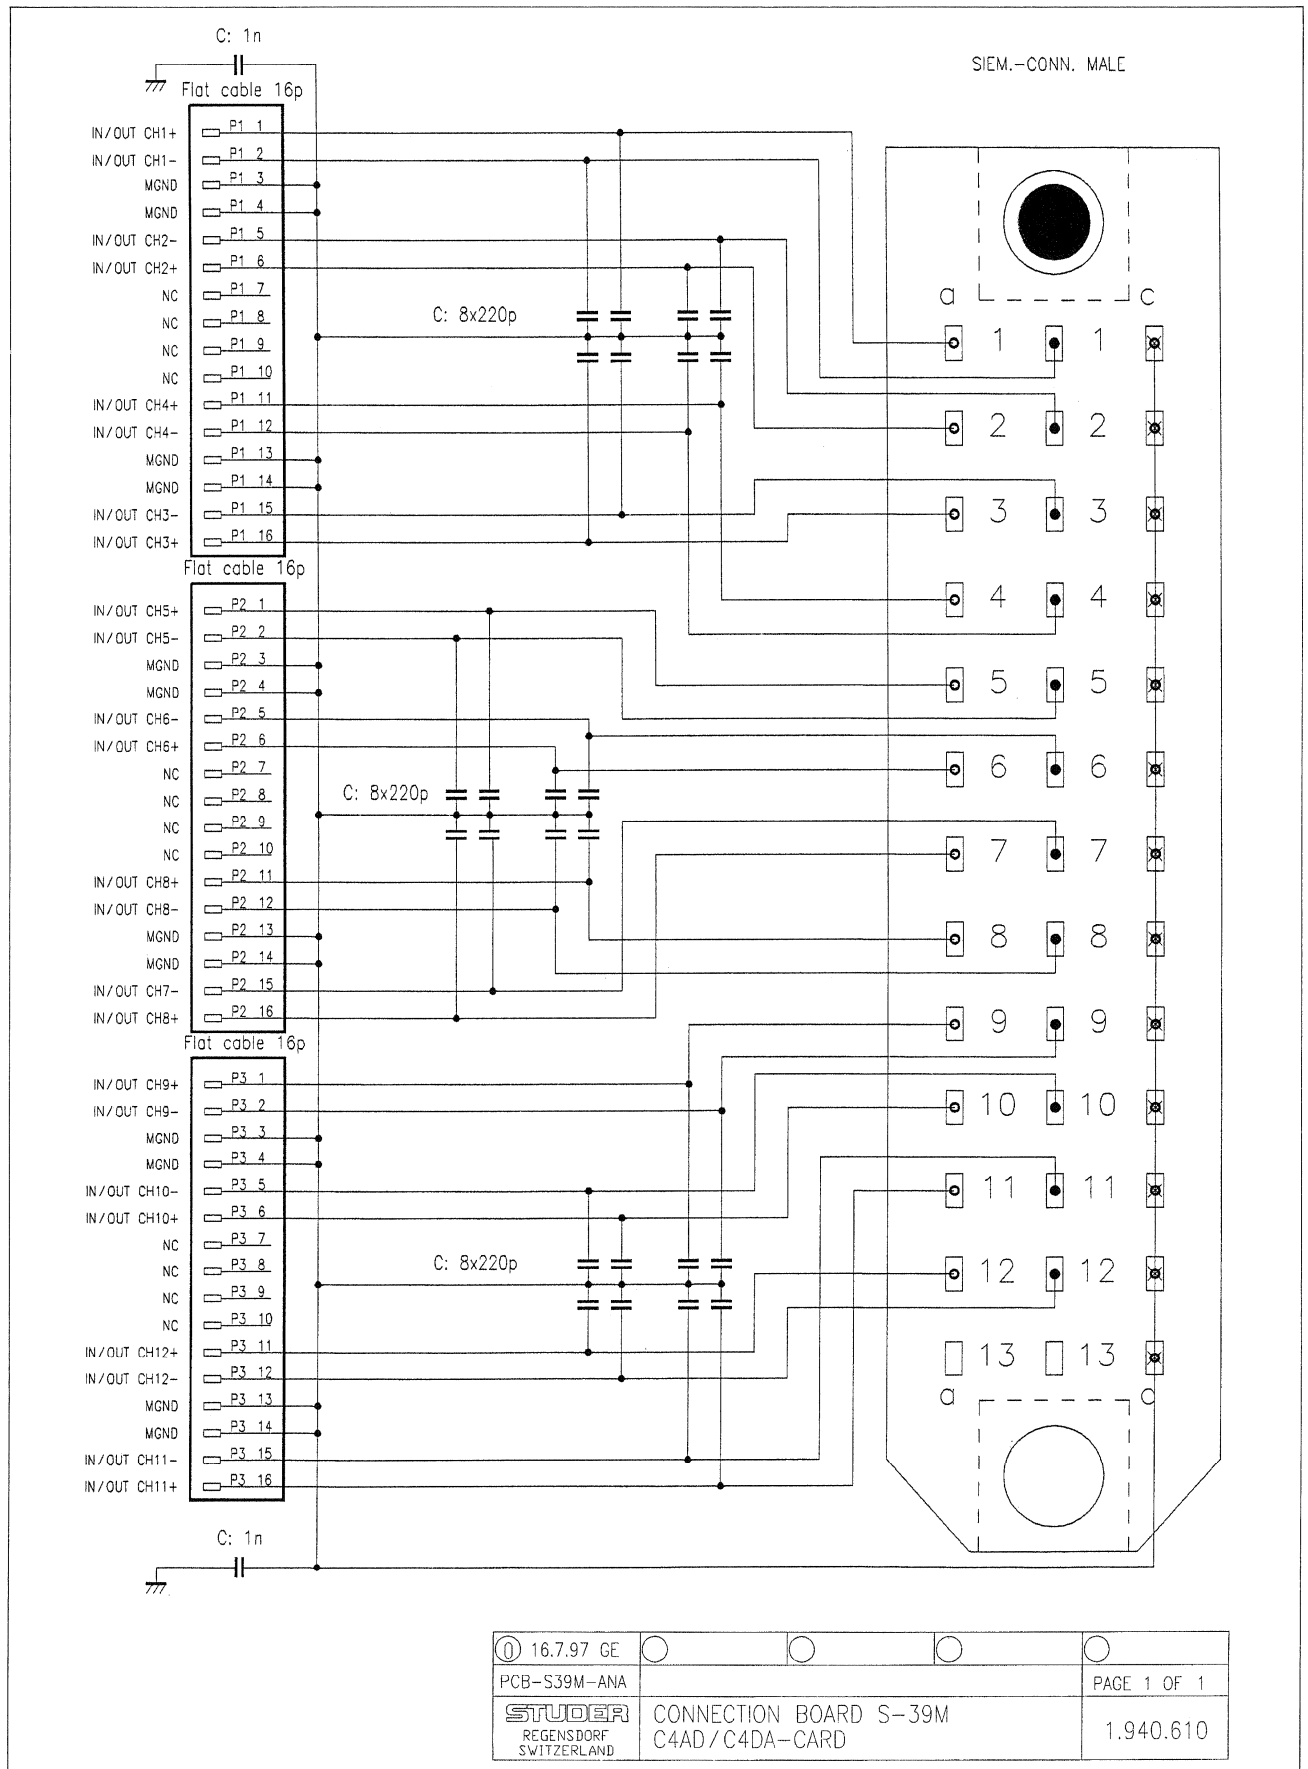 C: 1n
SIEM.-CONN. MALE
Flat cable 16p
IN/OUT CH1+ P1 1
IN/OUT CH1- P1 2
MGND P1 3
MGND P1 4
IN/OUT CH2- P1 5
IN/OUT CH2+ P1 6
NC P1 7
NC P1 8
NC P1 9
NC P1 10
IN/OUT CH4+ P1 11
IN/OUT CH4- P1 12
MGND P1 13
MGND P1 14
IN/OUT CH3- P1 15
IN/OUT CH3+ P1 16
C: 8x220p
Flat cable 16p
IN/OUT CH5+ P2 1
IN/OUT CH5- P2 2
MGND P2 3
MGND P2 4
IN/OUT CH6- P2 5
IN/OUT CH6+ P2 6
NC P2 7
NC P2 8
NC P2 9
NC P2 10
IN/OUT CH8+ P2 11
IN/OUT CH8- P2 12
MGND P2 13
MGND P2 14
IN/OUT CH7- P2 15
IN/OUT CH8+ P2 16
C: 8x220p
Flat cable 16p
IN/OUT CH9+ P3 1
IN/OUT CH9- P3 2
MGND P3 3
MGND P3 4
IN/OUT CH10- P3 5
IN/OUT CH10+ P3 6
NC P3 7
NC P3 8
NC P3 9
NC P3 10
IN/OUT CH12+ P3 11
IN/OUT CH12- P3 12
MGND P3 13
MGND P3 14
IN/OUT CH11- P3 15
IN/OUT CH11+ P3 16
C: 8x220p
C: 1n
a c
1 1
2 2
3 3
4 4
5 5
6 6
7 7
8 8
9 9
10 10
11 11
12 12
13 13
a c
0 16.7.97 GE
PCB-S39M-ANA
PAGE 1 OF 1
STUDER
REGENSDORF
SWITZERLAND
CONNECTION BOARD S-39M
C4AD/C4DA-CARD
1.940.610